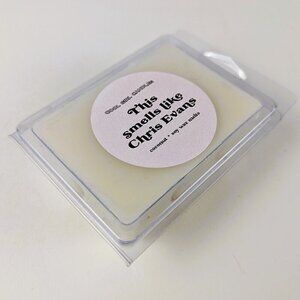 This
smells like
Chris Evans
coconut • soy wax melts